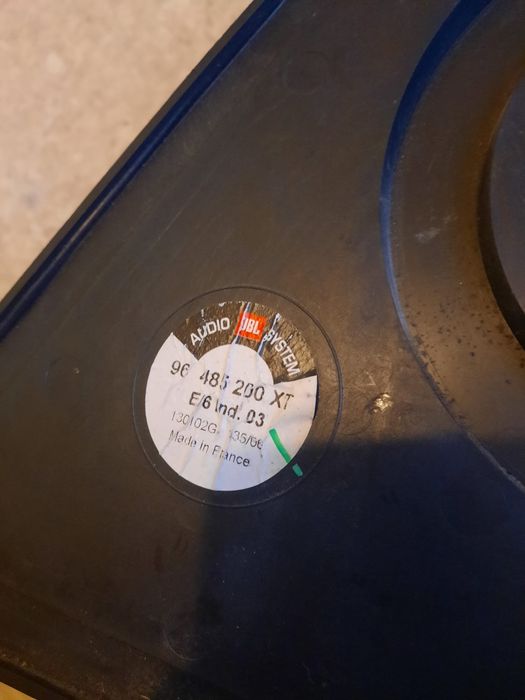 AUDIO JBL SYSTEM
96 485 200 XT
E/6 Ind. 03
Made in France